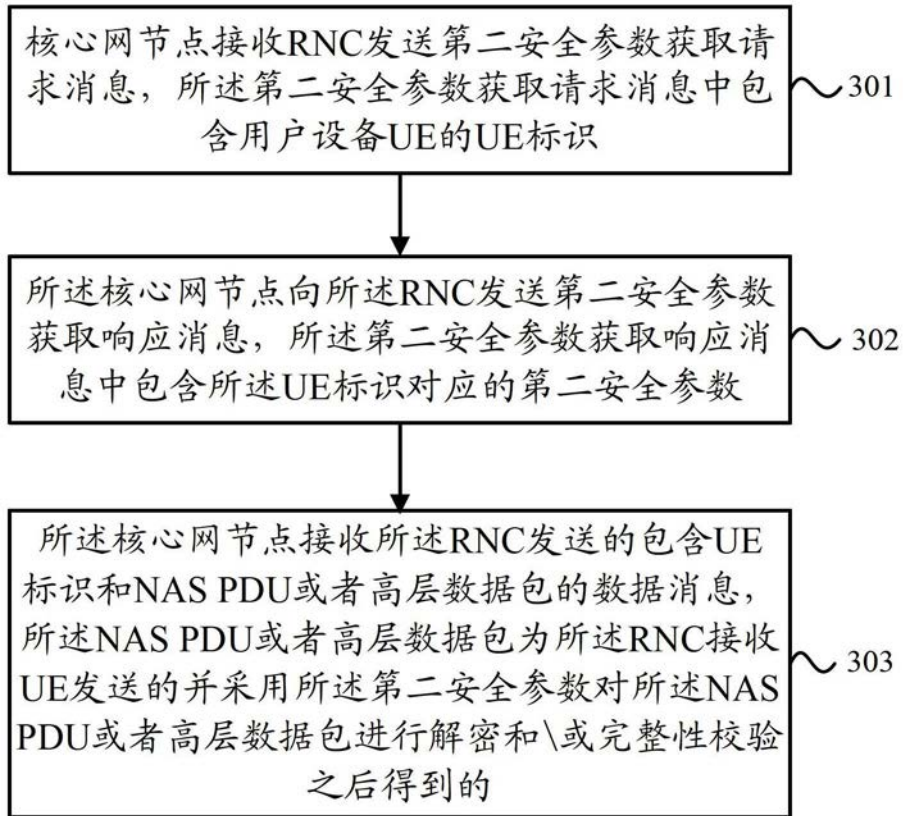 核心网节点接收RNC发送第二安全参数获取请
求消息，所述第二安全参数获取请求消息中包
含用户设备UE的UE标识
301
所述核心网节点向所述RNC发送第二安全参数
获取响应消息，所述第二安全参数获取响应消
息中包含所述UE标识对应的第二安全参数
302
所述核心网节点接收所述RNC发送的包含UE
标识和NAS PDU或者高层数据包的数据消息，
所述NAS PDU或者高层数据包为所述RNC接收
UE发送的并采用所述第二安全参数对所述NAS
PDU或者高层数据包进行解密和\或完整性校验
之后得到的
303